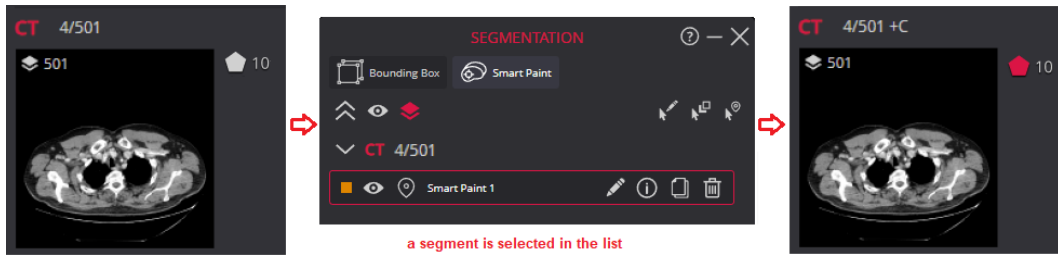 CT 4/501
501
10
SEGMENTATION
Bounding Box
Smart Paint
CT 4/501
Smart Paint 1
a segment is selected in the list
CT 4/501 +C
501
10